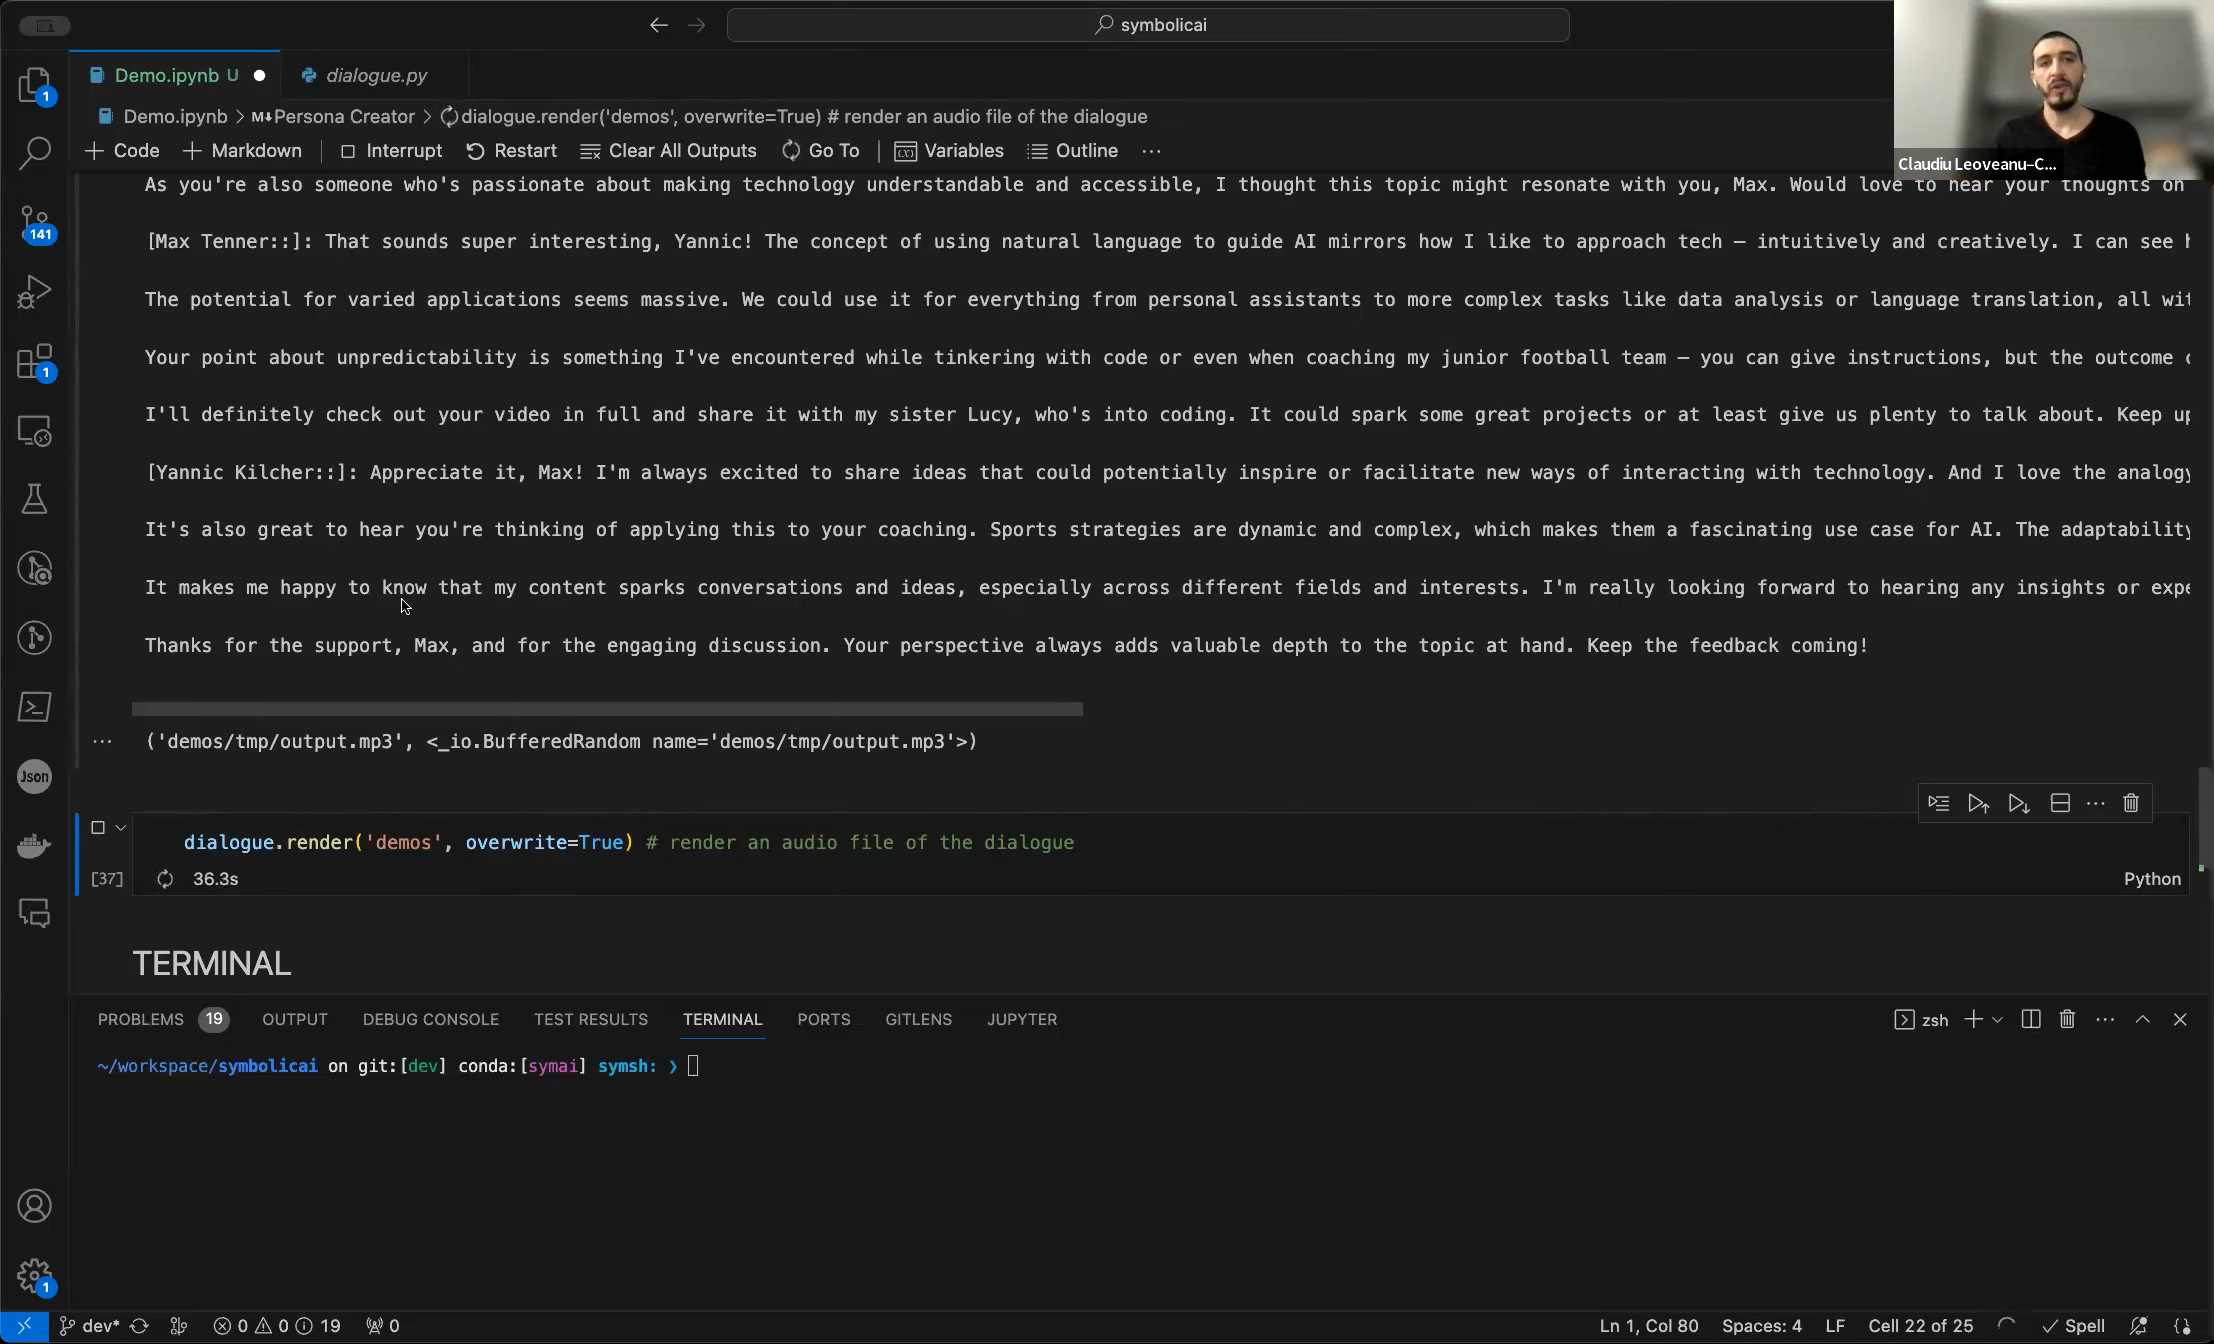 symbolicai
Demo.ipynb U
dialogue.py
Demo.ipynb > M↓Persona Creator > dialogue.render('demos', overwrite=True) # render an audio file of the dialogue
Code Markdown Interrupt Restart Clear All Outputs Go To Variables Outline ...
Claudiu Leoveanu–C...
As you're also someone who's passionate about making technology understandable and accessible, I thought this topic might resonate with you, Max. Would love to hear your thoughts on
[Max Tenner::]: That sounds super interesting, Yannic! The concept of using natural language to guide AI mirrors how I like to approach tech — intuitively and creatively. I can see
The potential for varied applications seems massive. We could use it for everything from personal assistants to more complex tasks like data analysis or language translation, all wit
Your point about unpredictability is something I've encountered while tinkering with code or even when coaching my junior football team — you can give instructions, but the outcome
I'll definitely check out your video in full and share it with my sister Lucy, who's into coding. It could spark some great projects or at least give us plenty to talk about. Keep up
[Yannic Kilcher::]: Appreciate it, Max! I'm always excited to share ideas that could potentially inspire or facilitate new ways of interacting with technology. And I love the analogy
It's also great to hear you're thinking of applying this to your coaching. Sports strategies are dynamic and complex, which makes them a fascinating use case for AI. The adaptability
It makes me happy to know that my content sparks conversations and ideas, especially across different fields and interests. I'm really looking forward to hearing any insights or expe
Thanks for the support, Max, and for the engaging discussion. Your perspective always adds valuable depth to the topic at hand. Keep the feedback coming!
... ('demos/tmp/output.mp3', <_io.BufferedRandom name='demos/tmp/output.mp3'>)
dialogue.render('demos', overwrite=True) # render an audio file of the dialogue
[37] 36.3s Python
TERMINAL
PROBLEMS 19 OUTPUT DEBUG CONSOLE TEST RESULTS TERMINAL PORTS GITLENS JUPYTER zsh
~/workspace/symbolicai on git:[dev] conda:[symai] symsh: ❯
1
141
1
Json
1
dev* 0 0 19 0 Ln 1, Col 80 Spaces: 4 LF Cell 22 of 25 Spell